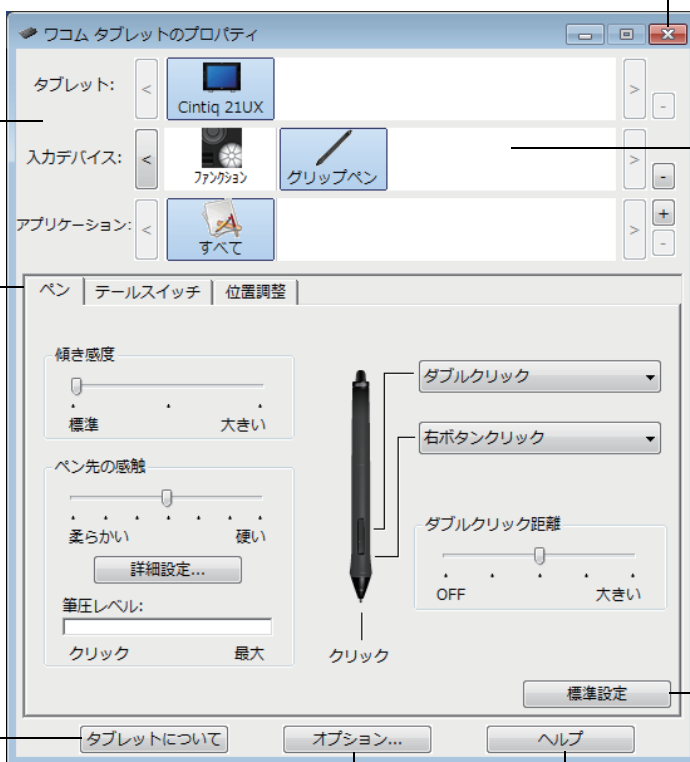 ワコム タブレットのプロパティ
タブレット:
<
Cintiq 21UX
>
-
入力デバイス:
<
ファンクション
グリップペン
>
-
アプリケーション:
<
すべて
>
+
-
ペン
テールスイッチ
位置調整
傾き感度
標準
大きい
ペン先の感触
柔らかい
硬い
詳細設定...
筆圧レベル:
クリック
最大
クリック
ダブルクリック
右ボタンクリック
ダブルクリック距離
OFF
大きい
標準設定
タブレットについて
オプション...
ヘルプ